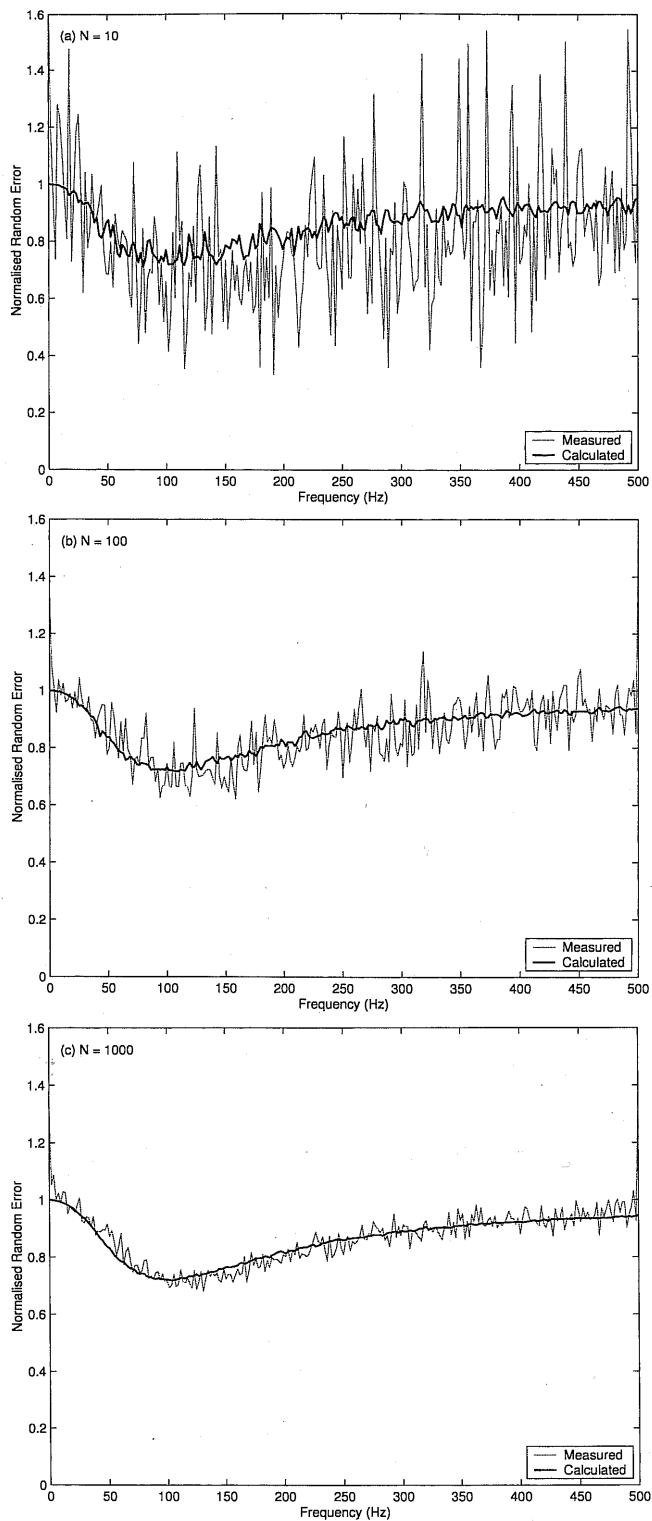 1.6
(a) N = 10
1.4
1.2
1
0.8
0.6
0.4
0.2
0
Normalised Random Error
Measured
Calculated
0 50 100 150 200 250 300 350 400 450 500
Frequency (Hz)
1.6
(b) N = 100
1.4
1.2
1
0.8
0.6
0.4
0.2
0
Normalised Random Error
Measured
Calculated
0 50 100 150 200 250 300 350 400 450 500
Frequency (Hz)
1.6
(c) N = 1000
1.4
1.2
1
0.8
0.6
0.4
0.2
0
Normalised Random Error
Measured
Calculated
0 50 100 150 200 250 300 350 400 450 500
Frequency (Hz)